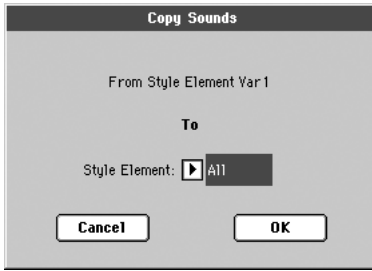 Copy Sounds
From Style Element Var1
To
Style Element: All
Cancel OK